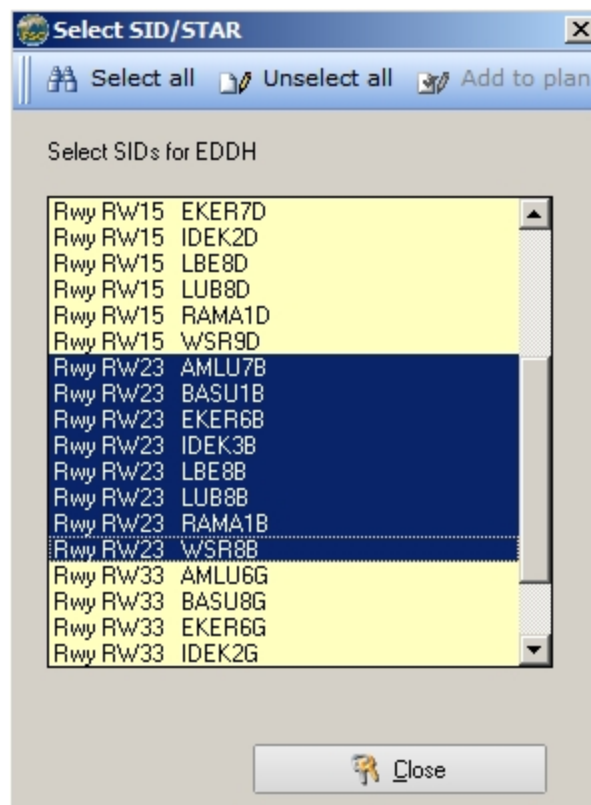 Select SID/STAR
Select all Unselect all Add to plan
Select SIDs for EDDH
Rwy RW15 EKER7D
Rwy RW15 IDEK2D
Rwy RW15 LBE8D
Rwy RW15 LUB8D
Rwy RW15 RAMA1D
Rwy RW15 WSR9D
Rwy RW23 AMLU7B
Rwy RW23 BASU1B
Rwy RW23 EKER6B
Rwy RW23 IDEK3B
Rwy RW23 LBE8B
Rwy RW23 LUB8B
Rwy RW23 RAMA1B
Rwy RW23 WSR8B
Rwy RW33 AMLU6G
Rwy RW33 BASU8G
Rwy RW33 EKER6G
Rwy RW33 IDEK2G
Close